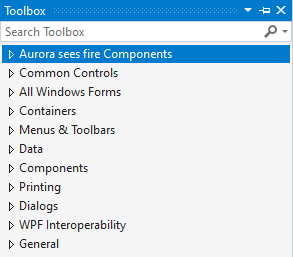 Toolbox
Search Toolbox
Aurora sees fire Components
Common Controls
All Windows Forms
Containers
Menus & Toolbars
Data
Components
Printing
Dialogs
WPF Interoperability
General